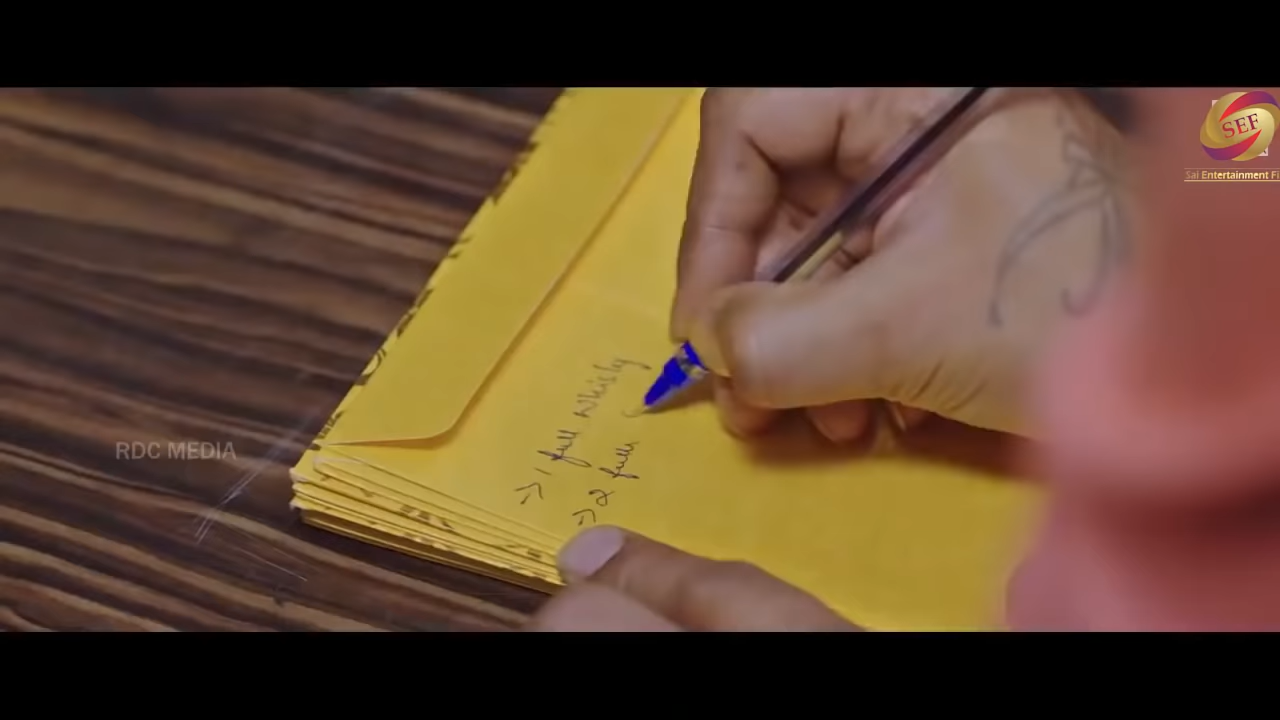 SEF
Sai Entertainment Fi
RDC MEDIA
→ 1 full Whisky
→ 2 full